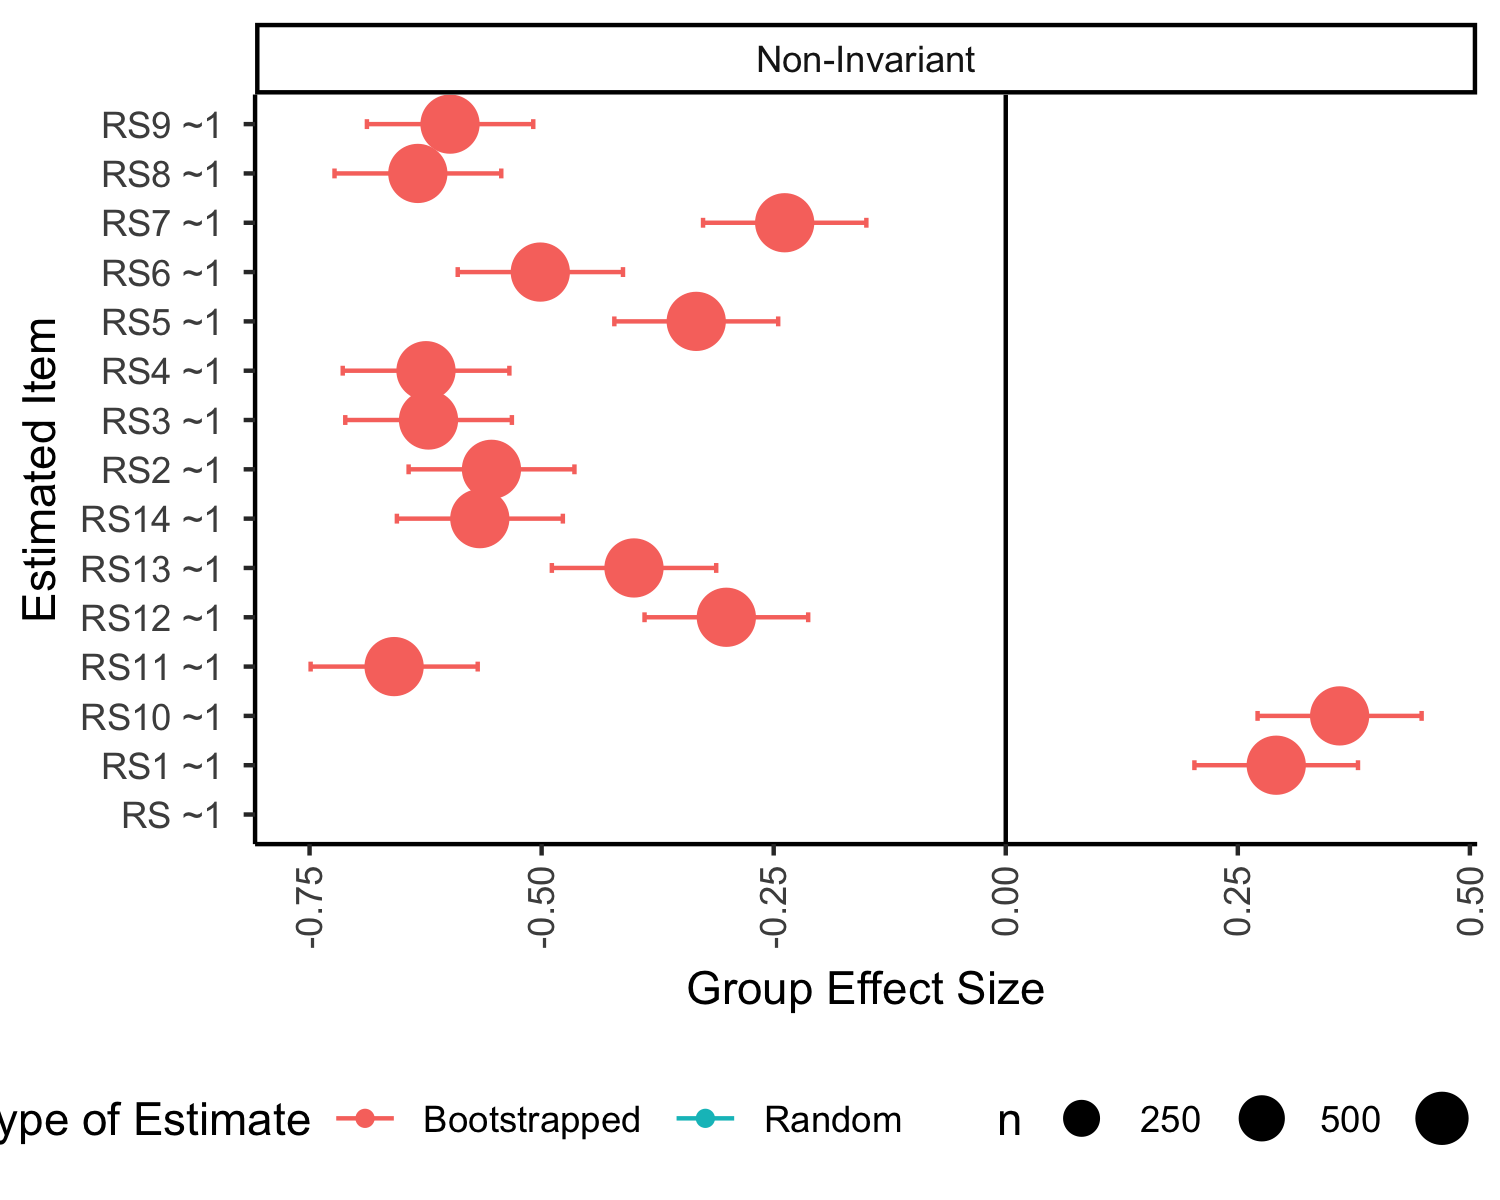 Non-Invariant
Estimated Item
RS9 ~1
RS8 ~1
RS7 ~1
RS6 ~1
RS5 ~1
RS4 ~1
RS3 ~1
RS2 ~1
RS14 ~1
RS13 ~1
RS12 ~1
RS11 ~1
RS10 ~1
RS1 ~1
RS ~1
-0.75 -0.50 -0.25 0.00 0.25 0.50
Group Effect Size
ype of Estimate Bootstrapped Random n 250 500